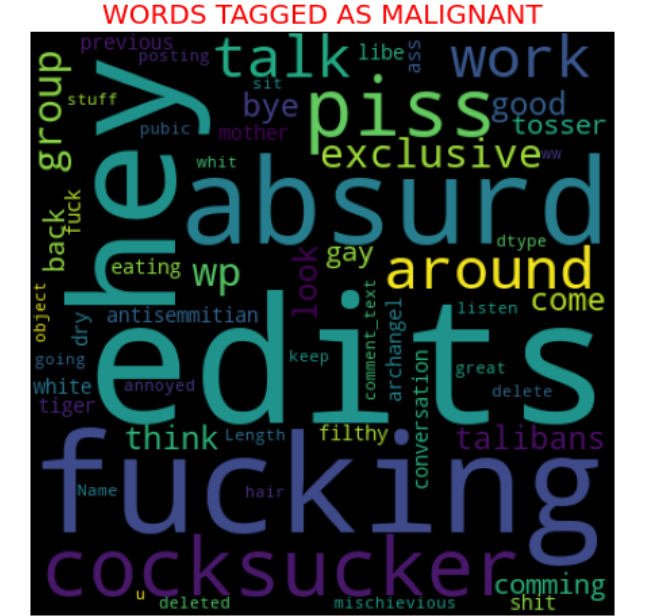 WORDS TAGGED AS MALIGNANT
previous
posting
talk
libe
ass
work
group
stuff
hey
sit
bye
piss
good
pubic
mother
tosser
whit
exclusive
ww
back
fuck
absurd
dtype
eating
wp
look
gay
around
object
dry
antisemmitian
comment_text
archangel
listen
come
edits
going
keep
great
white
annoyed
conversation
delete
tiger
think
Length
filthy
talibans
fucking
Name
hair
cocksucker
comming
u
deleted
mischievious
shit